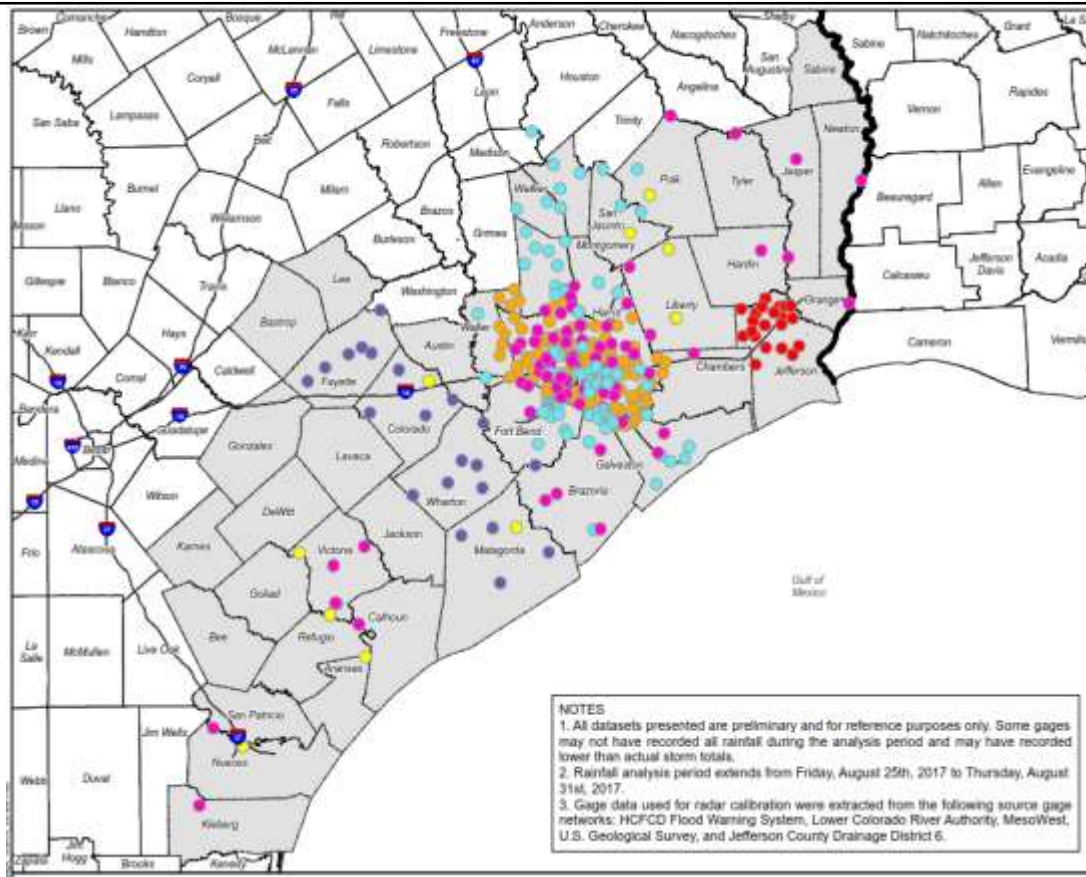 Brown
Comanche
Hamilton
Bosque
Hill
Freestone
Anderson
Cherokee
Nacogdoches
Shelby
Sabine
Natchitoches
Grant
La Sa
Mills
Coryell
McLennan
Limestone
Leon
Houston
Angelina
San
Augustine
Sabine
Vernon
Rapides
San Saba
Lampasas
Bell
Falls
Robertson
Madison
Trinity
Newton
Burnet
Milam
Brazos
Walker
Polk
Tyler
Jasper
Beauregard
Allen
Evangeline
Llano
Mason
Williamson
Burleson
Grimes
San
Jacinto
Montgomery
Hardin
Calcasieu
Jefferson
Davis
Acadia
Gillespie
Blanco
Travis
Lee
Washington
Liberty
Orange
Kerr
Kendall
Hays
Bastrop
Austin
Waller
Harris
Cameron
Vermili
Comal
Caldwell
Fayette
Chambers
Jefferson
Bandera
Guadalupe
Colorado
Fort Bend
Medina
Bexar
Gonzales
Lavaca
Galveston
Wilson
Wharton
Brazoria
DeWitt
Frio
Atascosa
Karnes
Victoria
Jackson
Matagorda
Goliad
Gulf of
Mexico
Calhoun
La
Salle
McMullen
Live Oak
Bee
Refugio
Aransas
San Patricio
Jim Wells
Nueces
Webb
Duval
Kleberg
Jim
Hogg
Brooks
Kenedy
NOTES
1. All datasets presented are preliminary and for reference purposes only. Some gages
may not have recorded all rainfall during the analysis period and may have recorded
lower than actual storm totals.
2. Rainfall analysis period extends from Friday, August 25th, 2017 to Thursday, August
31st, 2017.
3. Gage data used for radar calibration were extracted from the following source gage
networks: HCFCD Flood Warning System, Lower Colorado River Authority, MesoWest,
U.S. Geological Survey, and Jefferson County Drainage District 6.